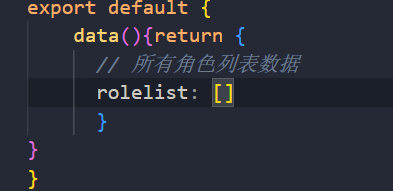 export default {
data(){return {
// 所有角色列表数据
rolelist: []
}
}
}